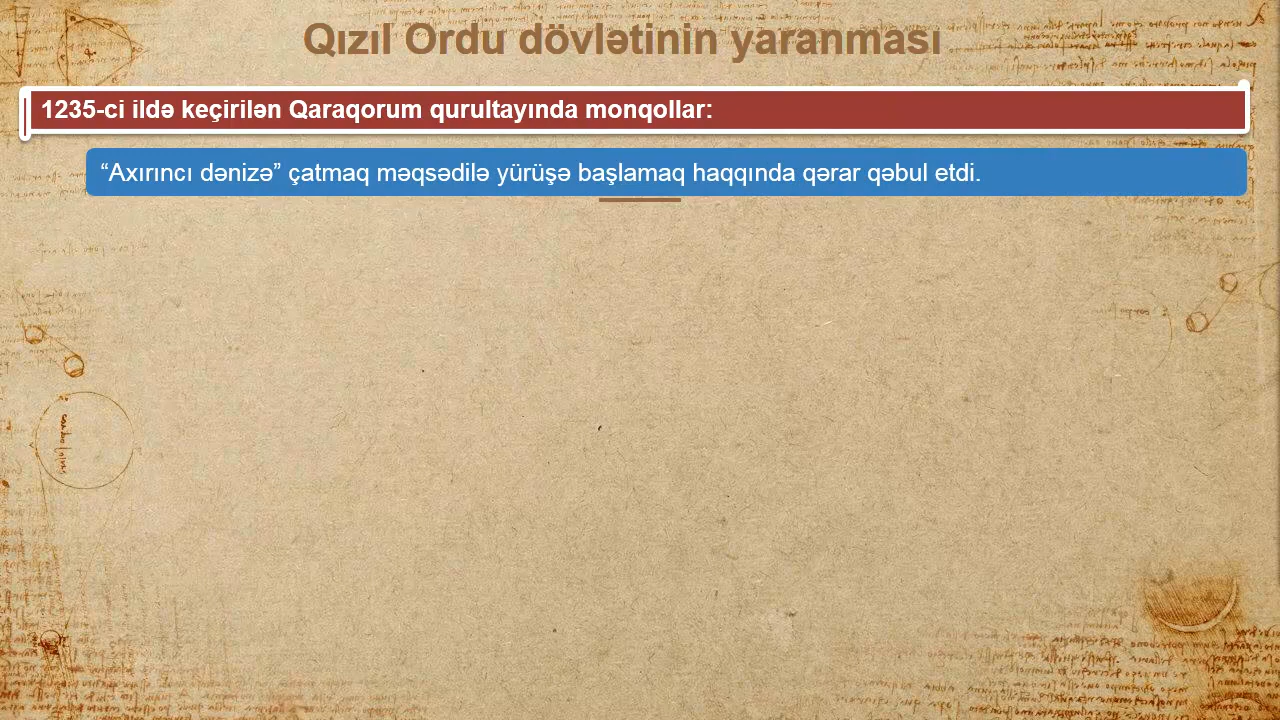 Qızıl Ordu dövlətinin yaranması
1235-ci ildə keçirilən Qaraqorum qurultayında monqollar:
“Axırıncı dənizə” çatmaq məqsədilə yürüşə başlamaq haqqında qərar qəbul etdi.